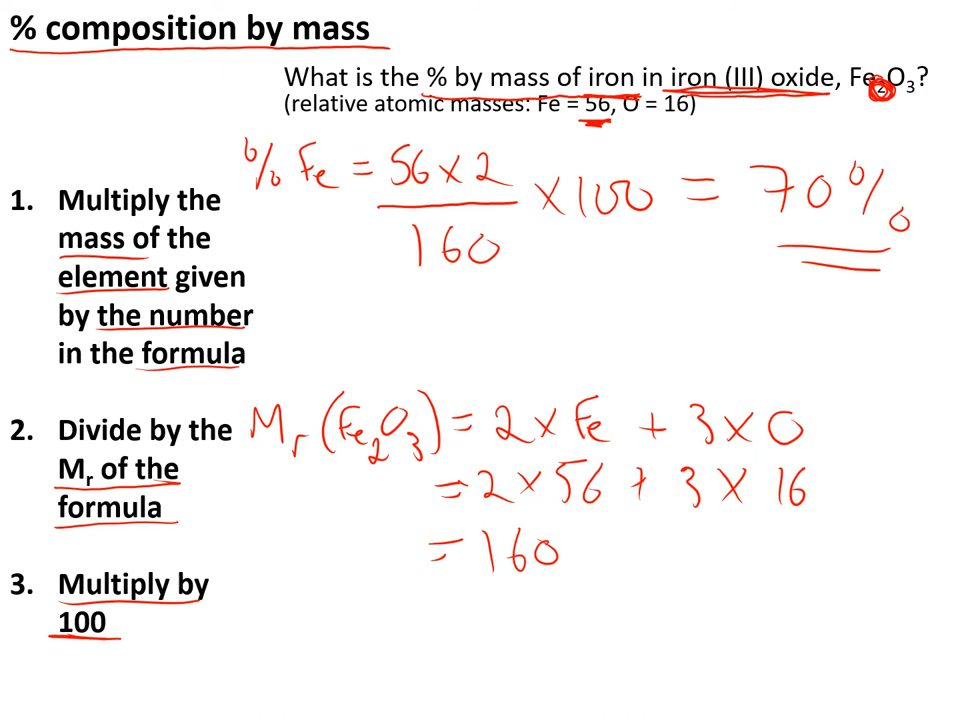 % composition by mass
What is the % by mass of iron in iron (III) oxide, Fe₂O₃?
(relative atomic masses: Fe = 56, O = 16)
% Fe = 56 × 2 / 160 × 100 = 70%
1. Multiply the
mass of the
element given
by the number
in the formula
2. Divide by the
Mᵣ of the
formula
Mᵣ (Fe₂O₃) = 2 × Fe + 3 × O
= 2 × 56 + 3 × 16
= 160
3. Multiply by
100